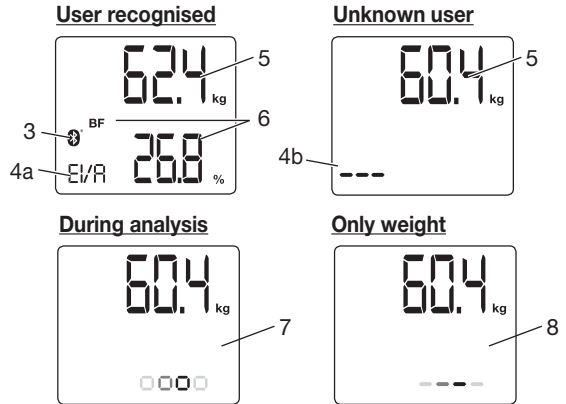 User recognised
Unknown user
62.4 kg
5
60.4 kg
5
3
BF
6
4a
EVA
26.8 %
4b
---
During analysis
Only weight
60.4 kg
7
60.4 kg
8